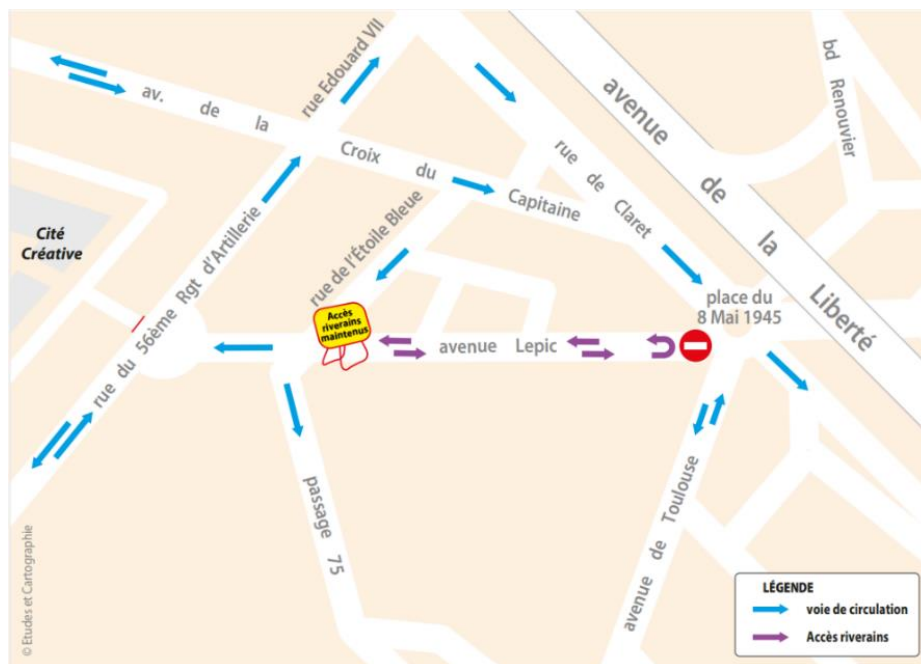 rue Edouard VII
av. de la Croix du Capitaine
avenue de la Liberté
bd Renouvier
rue de Claret
Cité
Créative
rue du 56ème Rgt d'Artillerie
rue de l'Étoile Bleue
Accès
riverains
maintenus
place du
8 Mai 1945
avenue Lepic
passage 75
avenue de Toulouse
© Etudes et Cartographie
LÉGENDE
voie de circulation
Accès riverains